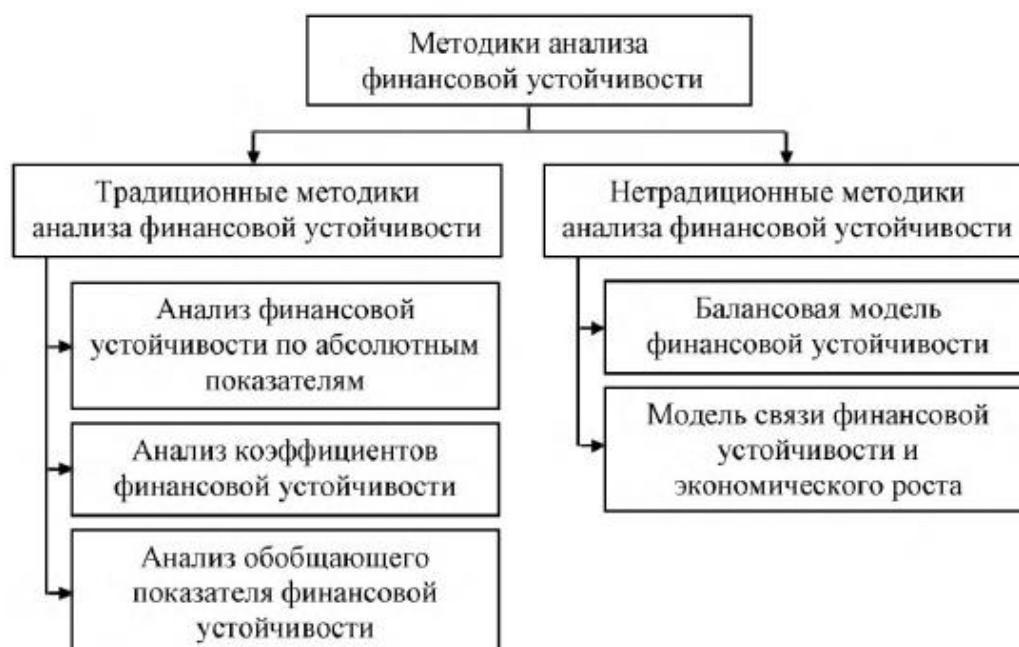 Методики анализа
финансовой устойчивости
Традиционные методики
анализа финансовой устойчивости
Нетрадиционные методики
анализа финансовой устойчивости
Анализ финансовой
устойчивости по абсолютным
показателям
Анализ коэффициентов
финансовой устойчивости
Анализ обобщающего
показателя финансовой
устойчивости
Балансовая модель
финансовой устойчивости
Модель связи финансовой
устойчивости и
экономического роста